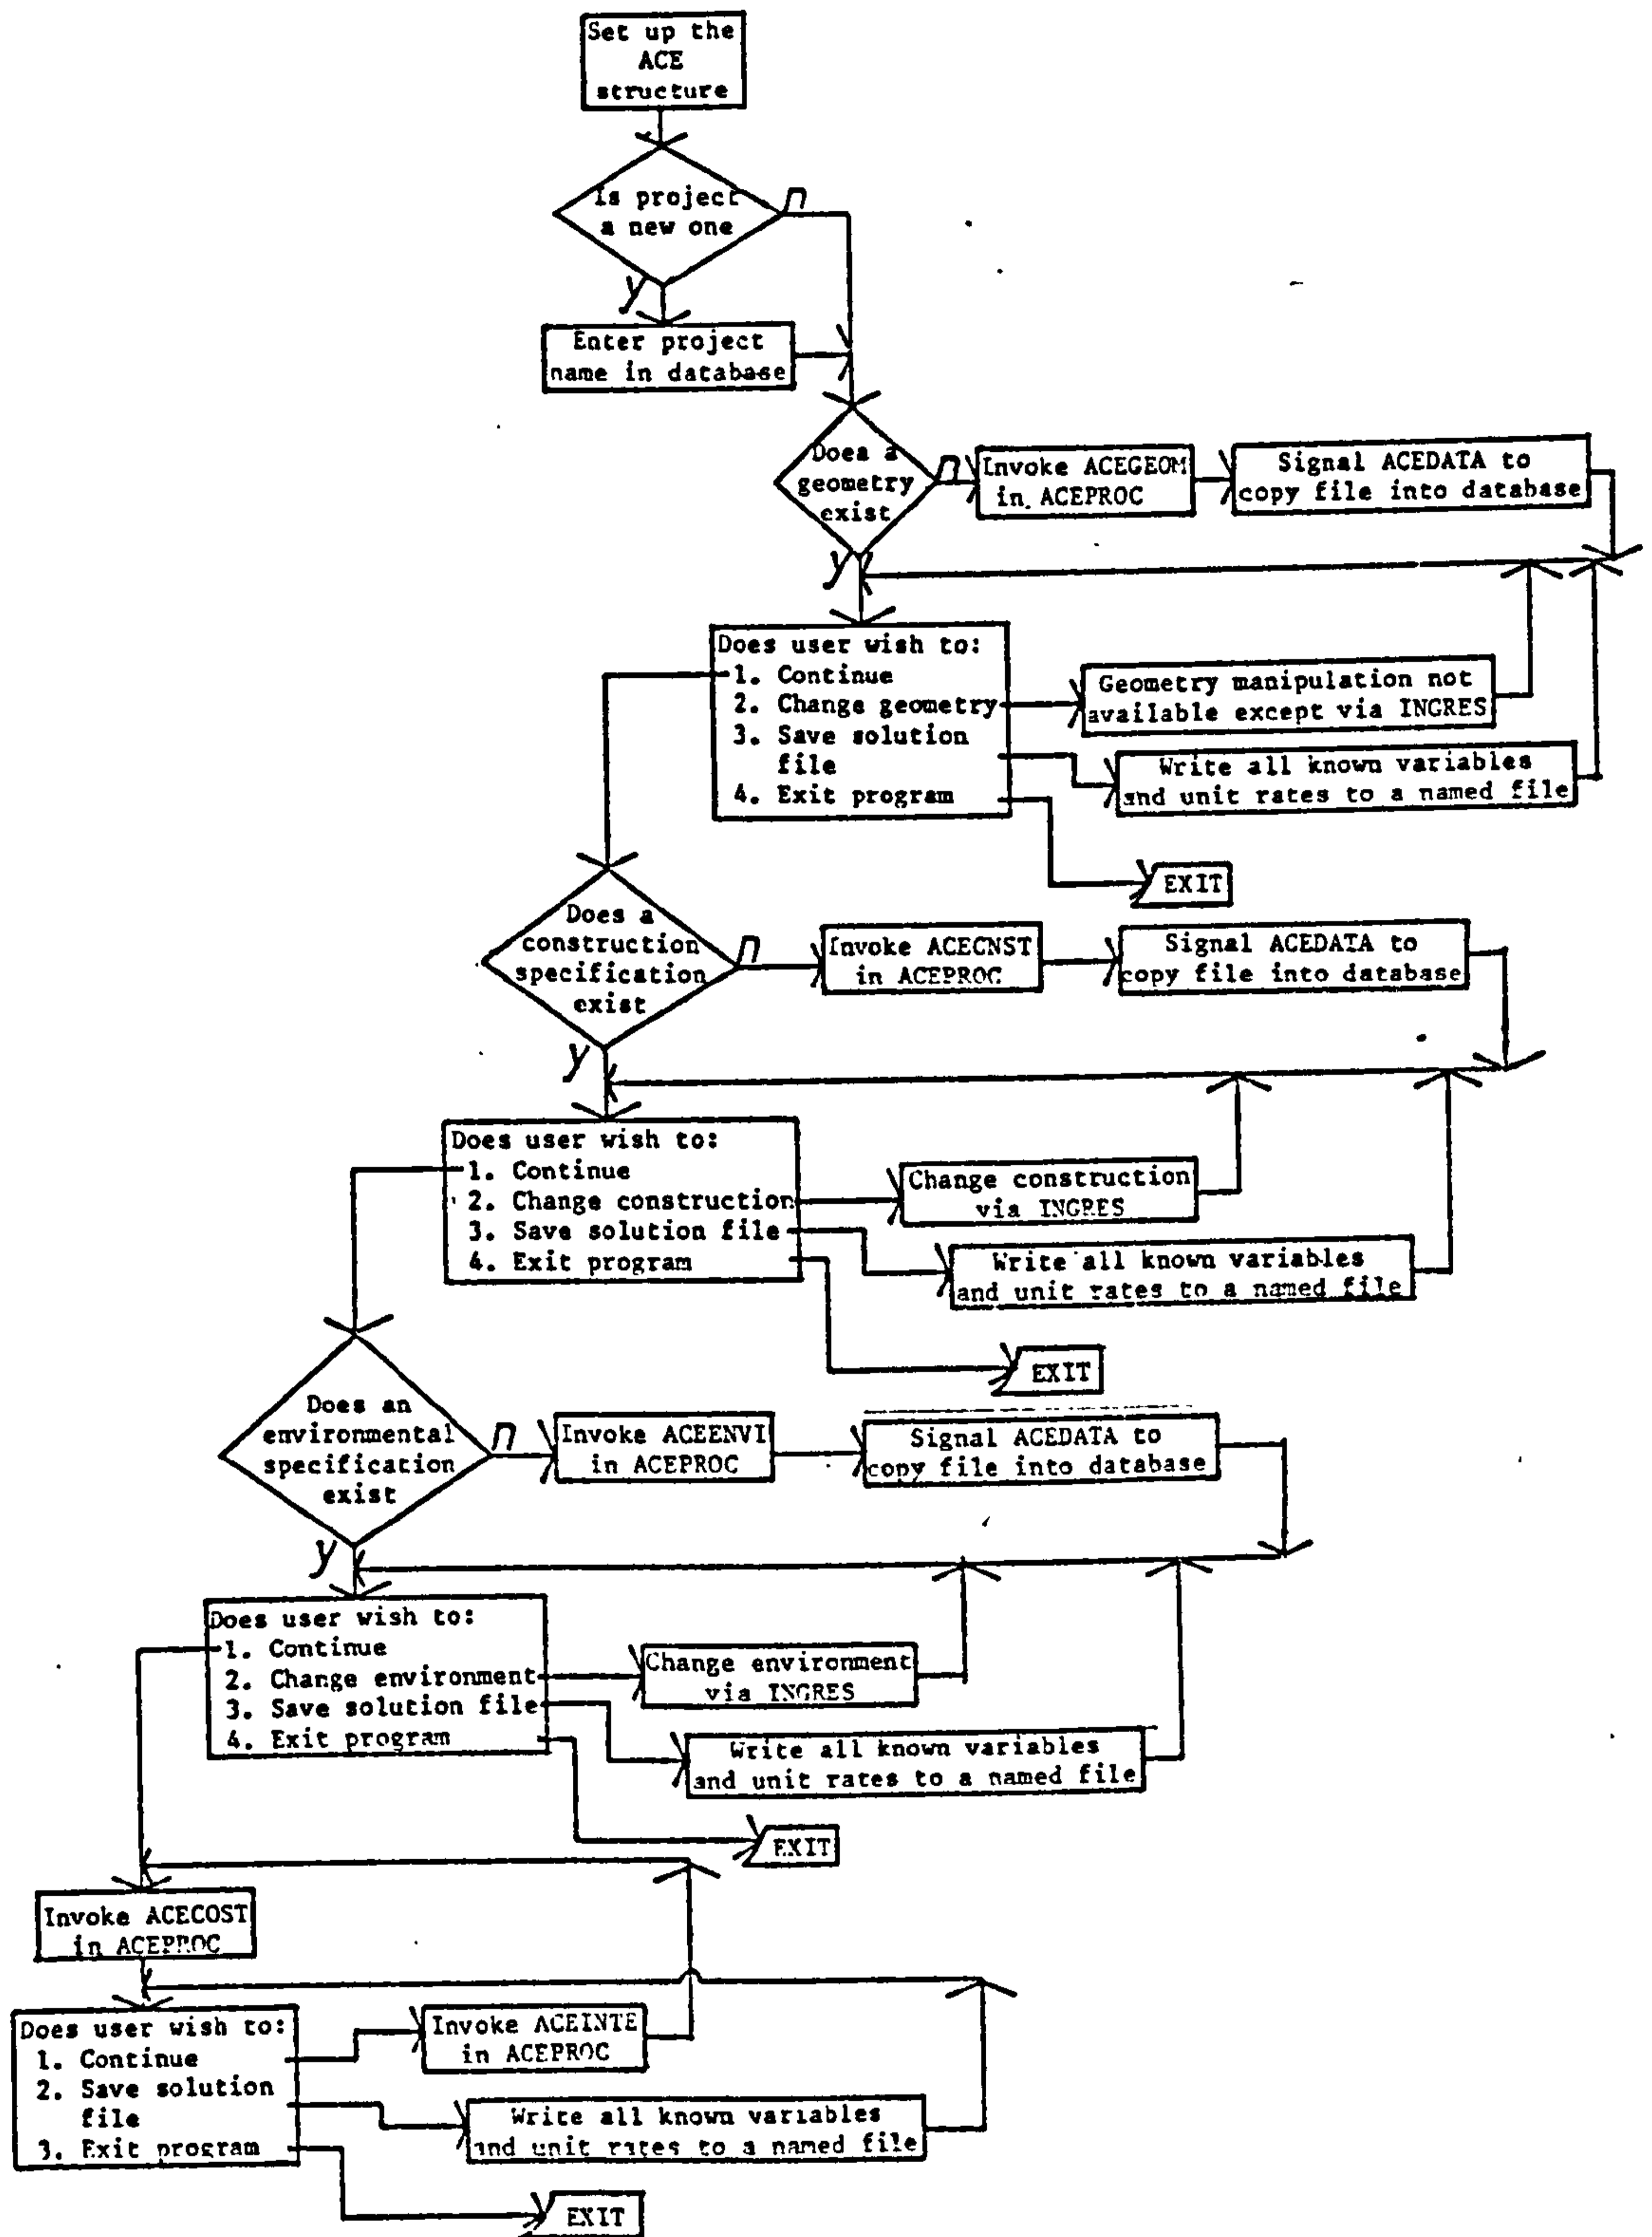 Set up the
ACE
structure
Is project
a new one
n
y
Enter project
name in database
Doea a
geometry
exist
n
Invoke ACEGEOM
in. ACEPROC
Signal ACEDATA to
copy file into database
y
Does user wish to:
1. Continue
2. Change geometry
3. Save solution
file
4. Exit program
Geometry manipulation not
available except via INGRES
Write all known variables
and unit rates to a named file
EXIT
Does a
construction
specification
exist
n
Invoke ACECNST
in ACEPROC
Signal ACEDATA to
copy file into database
y
Does user wish to:
1. Continue
2. Change construction
3. Save solution file
4. Exit program
Change construction
via INGRES
Write all known variables
and unit rates to a named file
EXIT
Does an
environmental
specification
exist
n
Invoke ACEENVI
in ACEPROC
Signal ACEDATA to
copy file into database
y
Does user wish to:
1. Continue
2. Change environment
3. Save solution file
4. Exit program
Change environment
via INGRES
Write all known variables
and unit rates to a named file
EXIT
Invoke ACECOST
in ACEPROC
Does user wish to:
1. Continue
2. Save solution
file
3. Exit program
Invoke ACEINTE
in ACEPROC
Write all known variables
and unit rates to a named file
EXIT